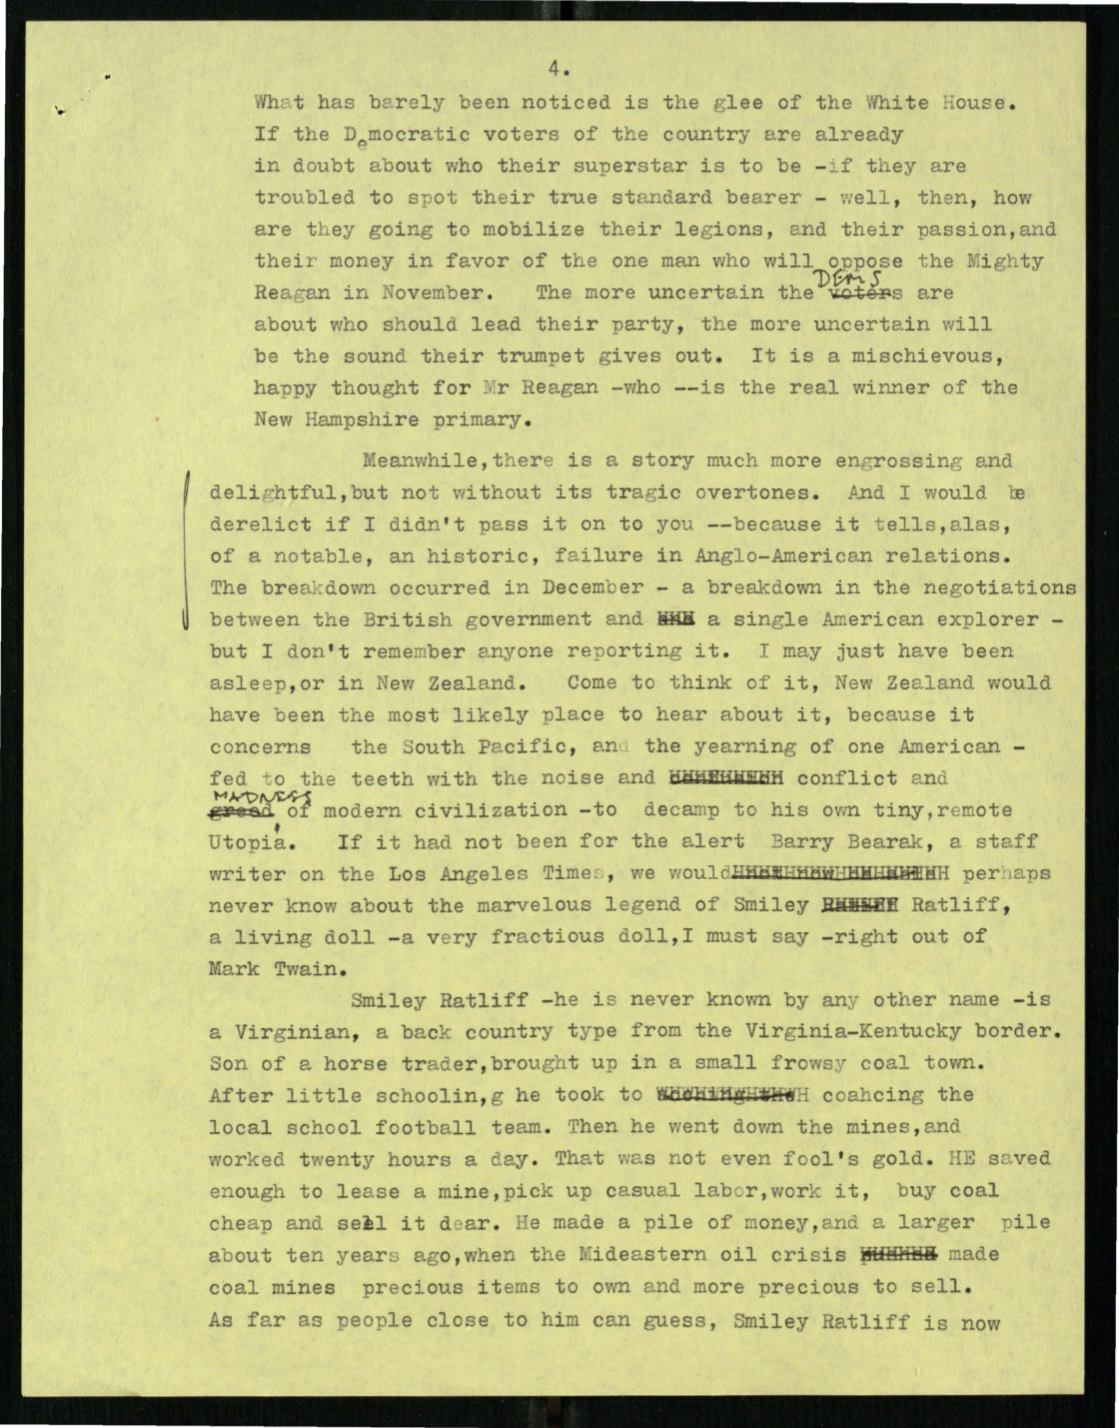 4.
What has barely been noticed is the glee of the White House.
If the Democratic voters of the country are already
in doubt about who their superstar is to be -if they are
troubled to spot their true standard bearer - well, then, how
are they going to mobilize their legions, and their passion,and
their money in favor of the one man who will oppose the Mighty
DEMS
Reagan in November. The more uncertain the voters are
about who should lead their party, the more uncertain will
be the sound their trumpet gives out. It is a mischievous,
happy thought for Mr Reagan -who --is the real winner of the
New Hampshire primary.
Meanwhile,there is a story much more engrossing and
delightful,but not without its tragic overtones. And I would be
derelict if I didn't pass it on to you --because it tells,alas,
of a notable, an historic, failure in Anglo-American relations.
The breakdown occurred in December - a breakdown in the negotiations
between the British government and a single American explorer -
but I don't remember anyone reporting it. I may just have been
asleep,or in New Zealand. Come to think of it, New Zealand would
have been the most likely place to hear about it, because it
concerns the South Pacific, and the yearning of one American -
fed to the teeth with the noise and conflict and
MADNESS
greed of modern civilization -to decamp to his own tiny,remote
Utopia. If it had not been for the alert Barry Bearak, a staff
writer on the Los Angeles Times, we would perhaps
never know about the marvelous legend of Smiley Ratliff,
a living doll -a very fractious doll,I must say -right out of
Mark Twain.
Smiley Ratliff -he is never known by any other name -is
a Virginian, a back country type from the Virginia-Kentucky border.
Son of a horse trader,brought up in a small frowsy coal town.
After little schoolin,g he took to coahcing the
local school football team. Then he went down the mines,and
worked twenty hours a day. That was not even fool's gold. HE saved
enough to lease a mine,pick up casual labor,work it, buy coal
cheap and sell it dear. He made a pile of money,and a larger pile
about ten years ago,when the Mideastern oil crisis made
coal mines precious items to own and more precious to sell.
As far as people close to him can guess, Smiley Ratliff is now